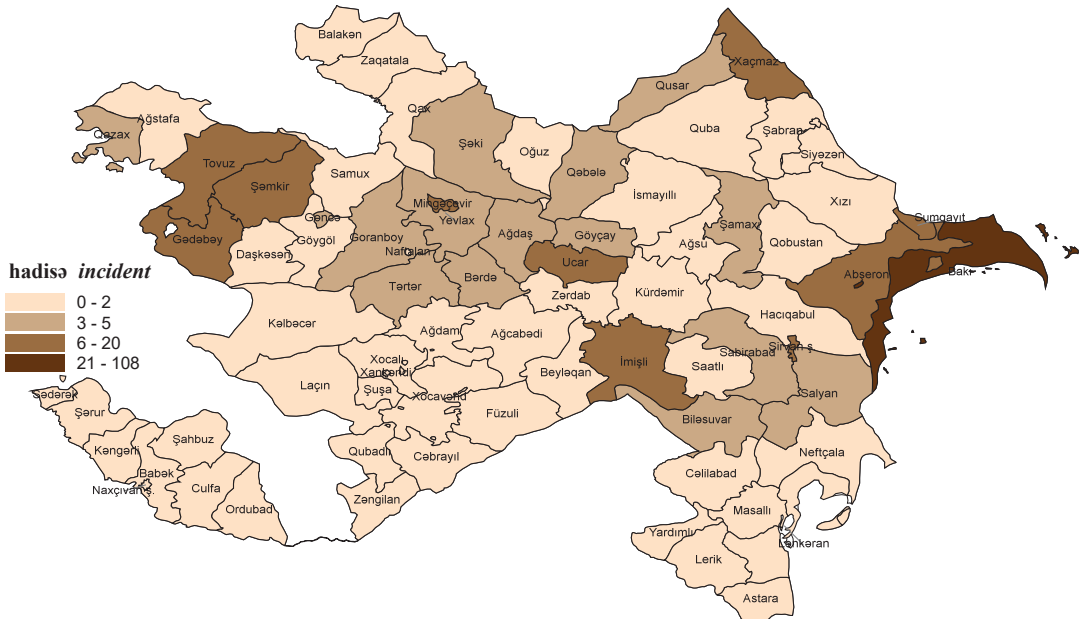 Balakən
Zaqatala
Xaçmaz
Qusar
Qax
Ağstafa
Qazax
Quba
Şabran
Şəki
Oğuz
Siyəzən
Tovuz
Samux
Qəbələ
Şəmkir
İsmayıllı
Xızı
Mingəçevir
Yevlax
Gəncə
Sumqayıt
Şamaxı
Gədəbəy
Göygöl
Goranboy
Ağdaş
Göyçay
Ağsu
Qobustan
Naftalan
Daşkəsən
Ucar
Abşeron
Bakı
hadisə incident
0 - 2
3 - 5
6 - 20
21 - 108
Tərtər
Bərdə
Zərdab
Kürdəmir
Hacıqabul
Kəlbəcər
Ağdam
Ağcabədi
Şirvan ş.
Sabirabad
Xocalı
İmişli
Saatlı
Xankəndi
Beyləqan
Laçın
Şuşa
Xocavənd
Salyan
Sədərək
Şərur
Füzuli
Biləsuvar
Şahbuz
Kəngərli
Qubadlı
Cəbrayıl
Neftçala
Babək
Cəlilabad
Naxçıvan ş.
Culfa
Ordubad
Zəngilan
Masallı
Yardımlı
Lənkəran
Lerik
Astara